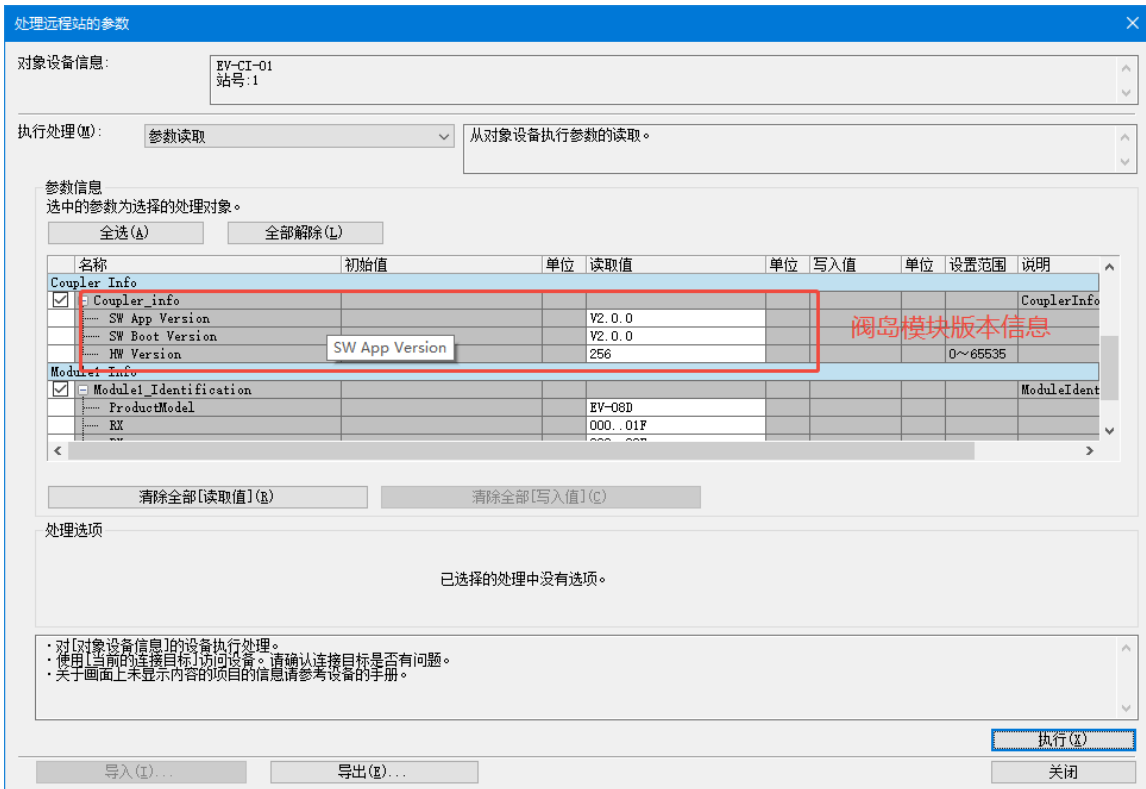 处理远程站的参数
对象设备信息:
EV-CI-01
站号:1
执行处理(M):
参数读取
从对象设备执行参数的读取。
参数信息
选中的参数为选择的处理对象。
全选(A) 全部解除(L)
名称 初始值 单位 读取值 单位 写入值 单位 设置范围 说明
Coupler Info
Coupler_info CouplerInfo
SW App Version V2.0.0
SW Boot Version V2.0.0
SW App Version
HW Version 256 0~65535
阀岛模块版本信息
Module1 Info
Module1_Identification ModuleIdent
ProductModel EV-08D
RX 000..01F
清除全部[读取值](R) 清除全部[写入值](C)
处理选项
已选择的处理中没有选项。
·对[对象设备信息]的设备执行处理。
·使用[当前的连接目标]访问设备。请确认连接目标是否有问题。
·关于画面上未显示内容的项目的信息请参考设备的手册。
执行(X)
导入(I)... 导出(E)... 关闭